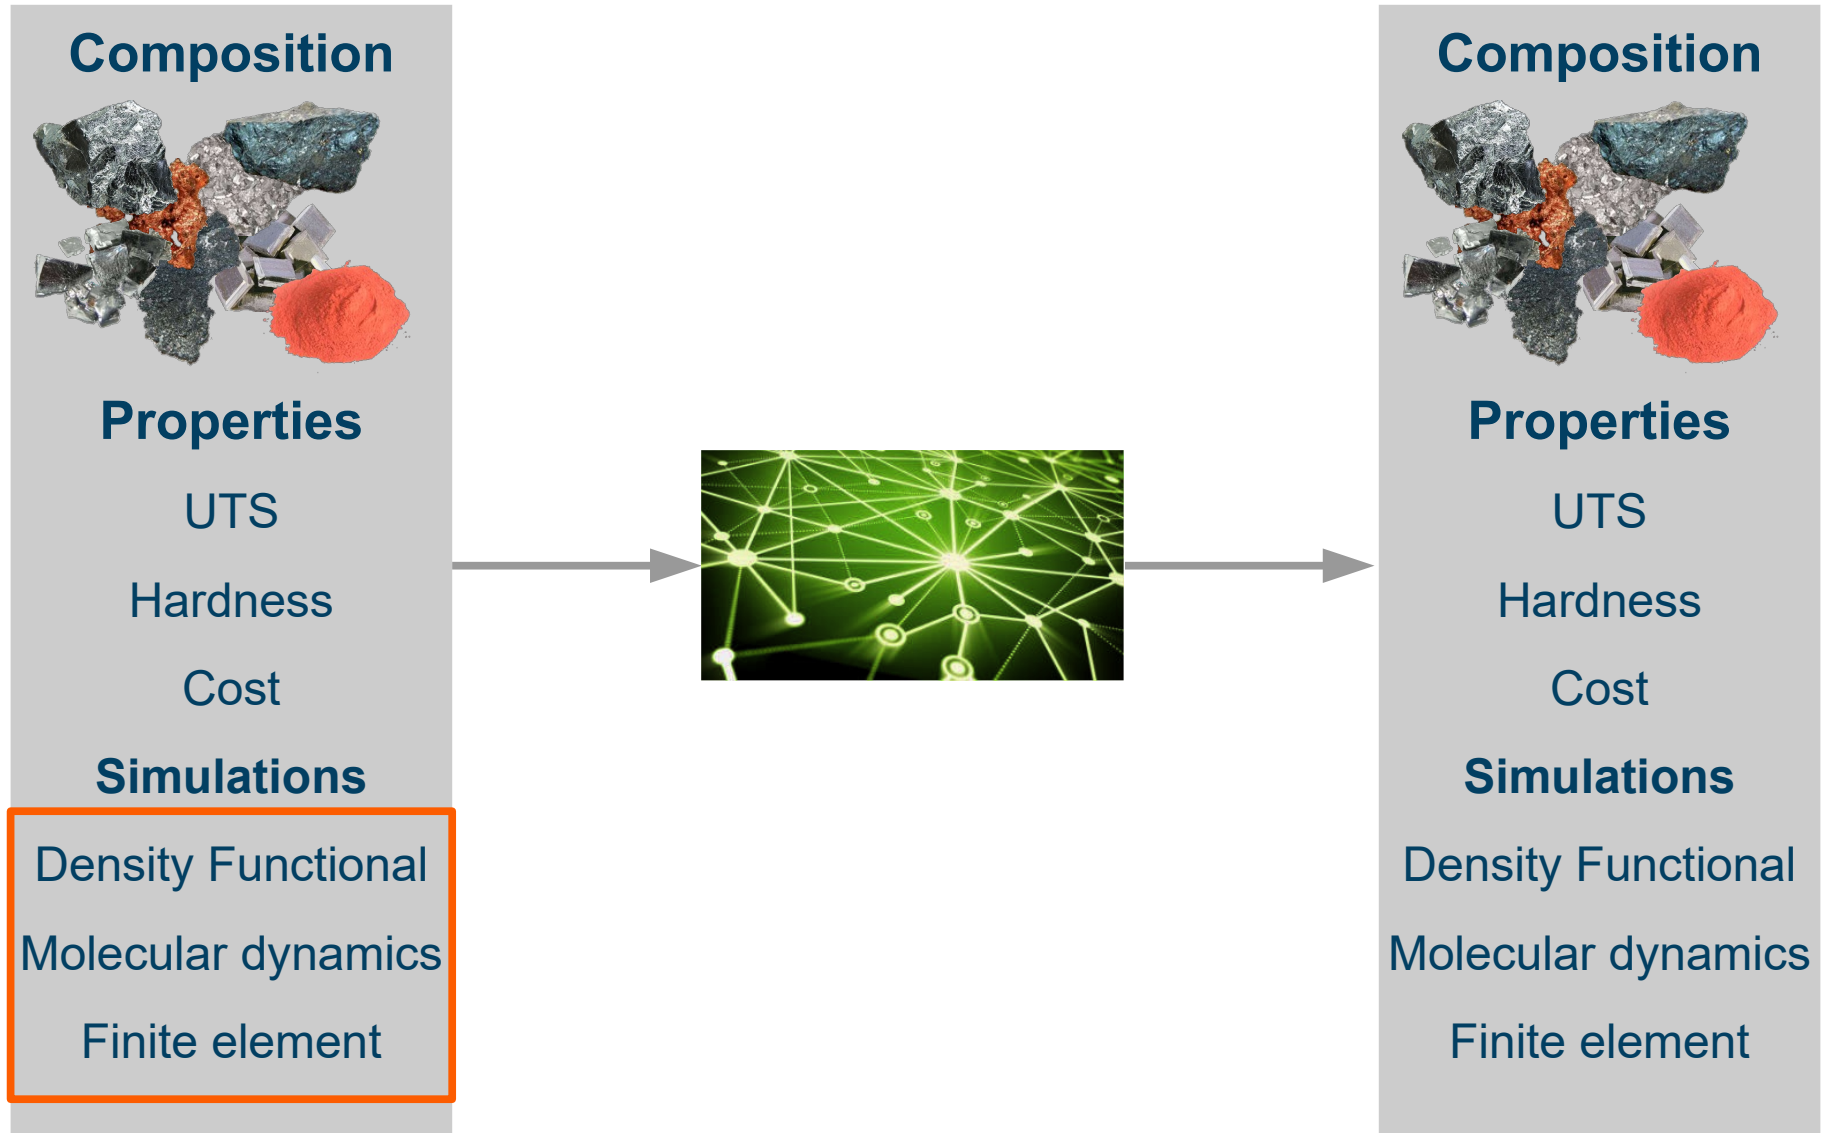 Composition
Properties
UTS
Hardness
Cost
Simulations
Density Functional
Molecular dynamics
Finite element
Composition
Properties
UTS
Hardness
Cost
Simulations
Density Functional
Molecular dynamics
Finite element